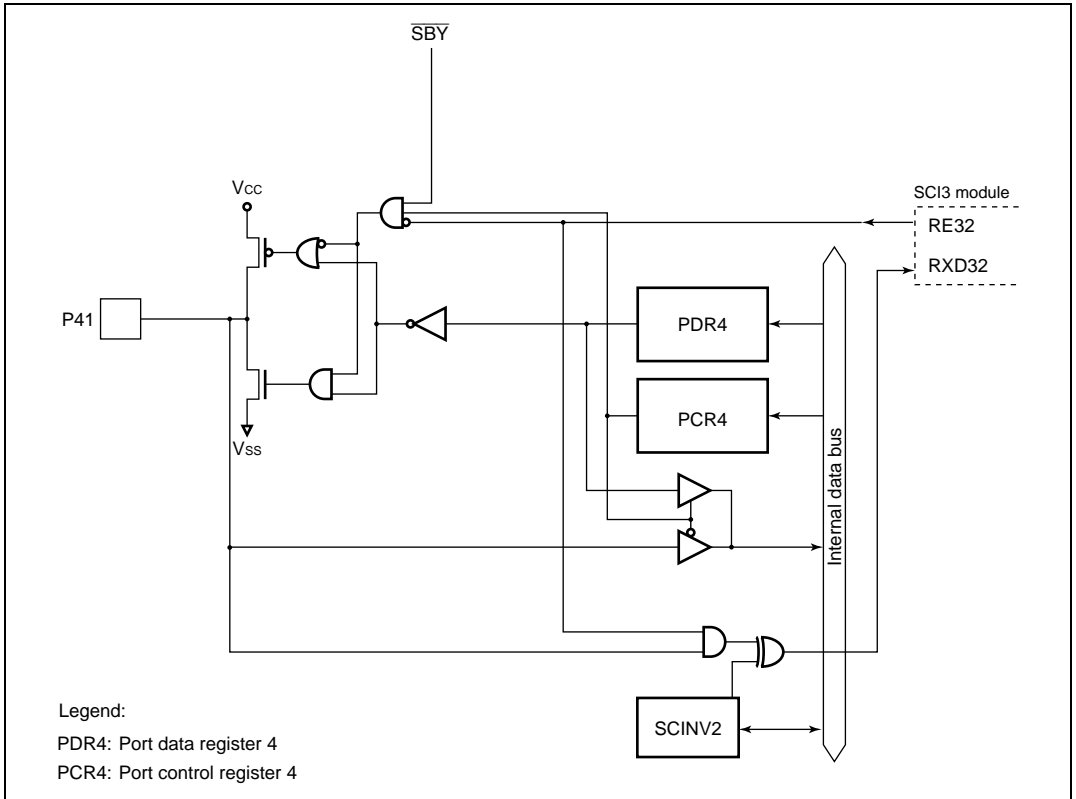 SBY
VCC
SCI3 module
RE32
RXD32
P41
PDR4
PCR4
VSS
Internal data bus
SCINV2
Legend:
PDR4: Port data register 4
PCR4: Port control register 4